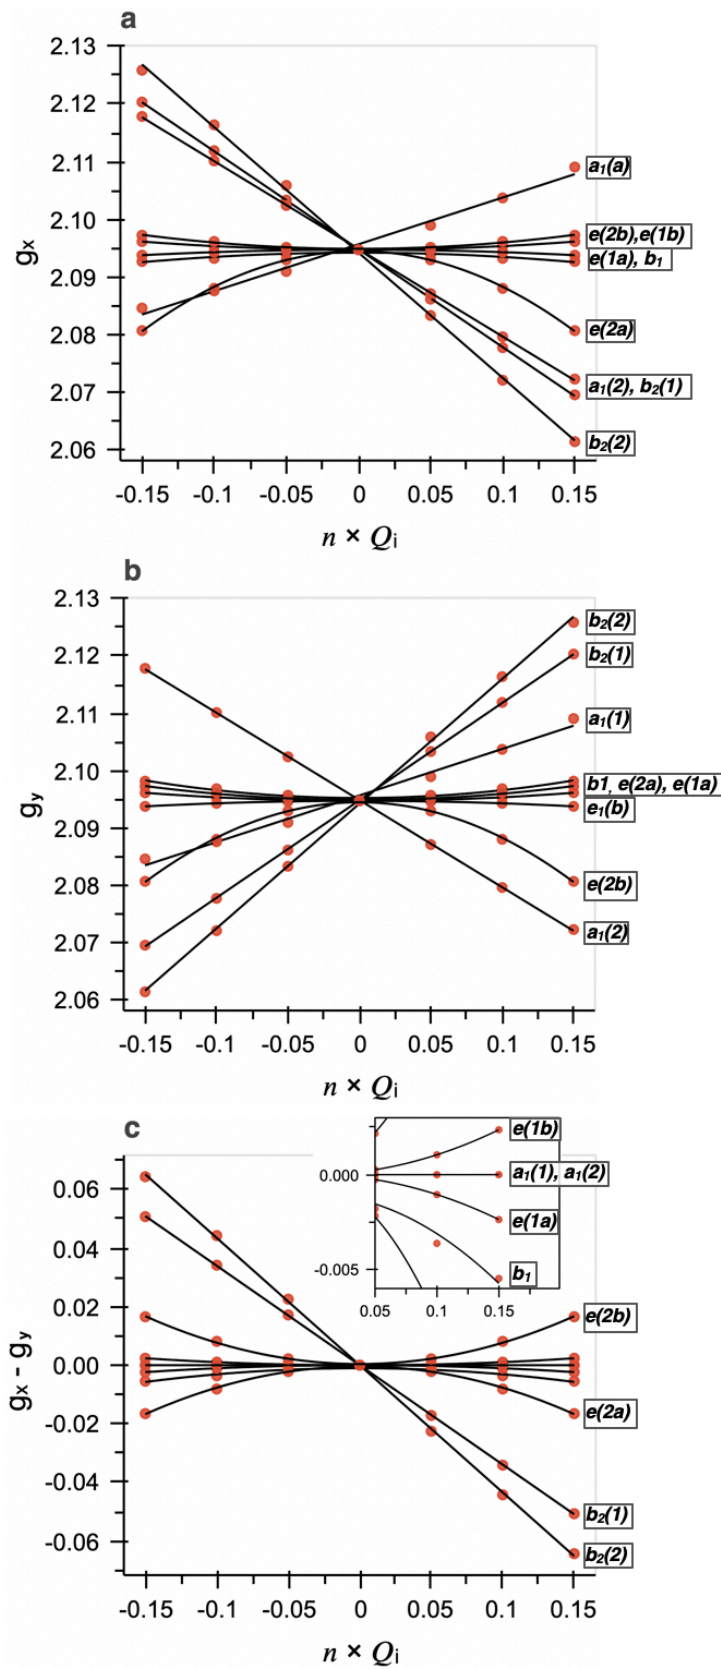 a
2.13
2.12
a₁(a)
2.11
2.10
e(2b),e(1b)
gₓ
e(1a), b₁
2.09
e(2a)
2.08
a₁(2), b₂(1)
2.07
b₂(2)
2.06
-0.15 -0.1 -0.05 0 0.05 0.1 0.15
n × Qᵢ
b
2.13
b₂(2)
2.12
b₂(1)
a₁(1)
2.11
2.10
b1, e(2a), e(1a)
g_y
e₁(b)
2.09
e(2b)
2.08
a₁(2)
2.07
2.06
-0.15 -0.1 -0.05 0 0.05 0.1 0.15
n × Qᵢ
c
e(1b)
0.000
a₁(1), a₁(2)
e(1a)
-0.005
b₁
0.05 0.1 0.15
0.06
0.04
0.02
e(2b)
0.00
gₓ - g_y
e(2a)
-0.02
-0.04
b₂(1)
-0.06
b₂(2)
-0.15 -0.1 -0.05 0 0.05 0.1 0.15
n × Qᵢ